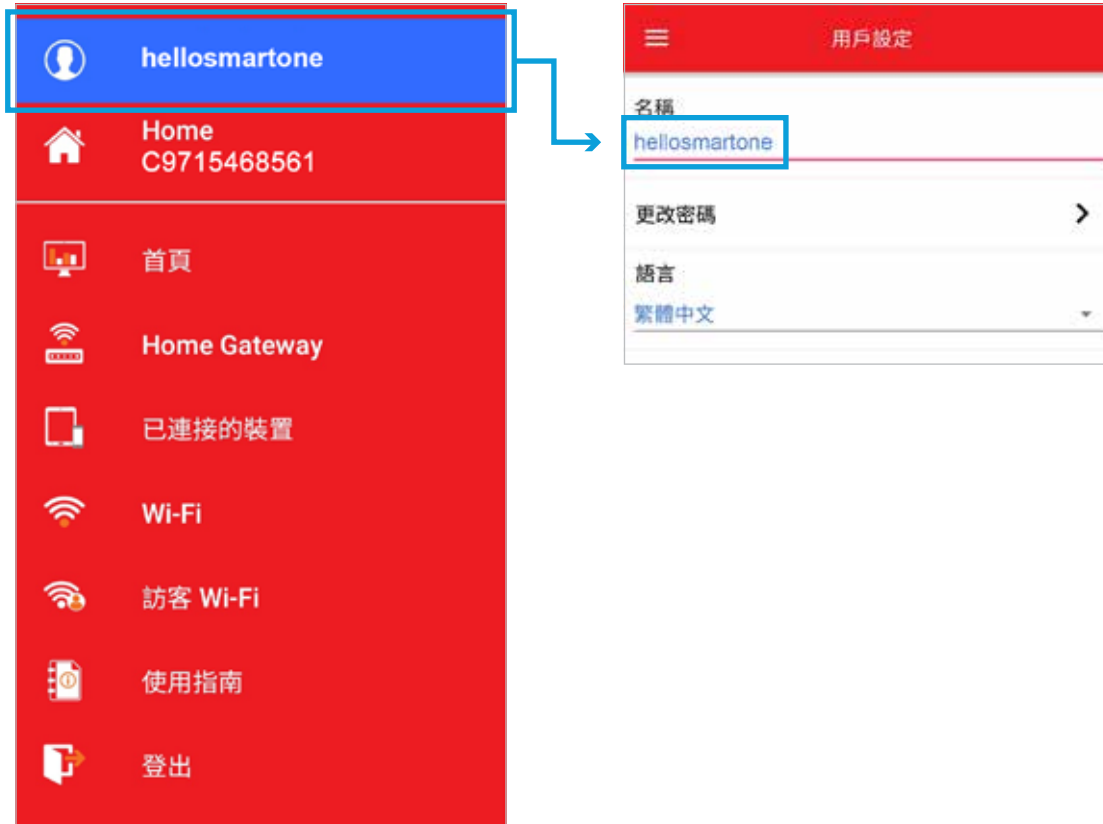 hellosmartone
Home
C9715468561
首頁
Home Gateway
已連接的裝置
Wi-Fi
訪客 Wi-Fi
使用指南
登出
用戶設定
名稱
hellosmartone
更改密碼
語言
繁體中文